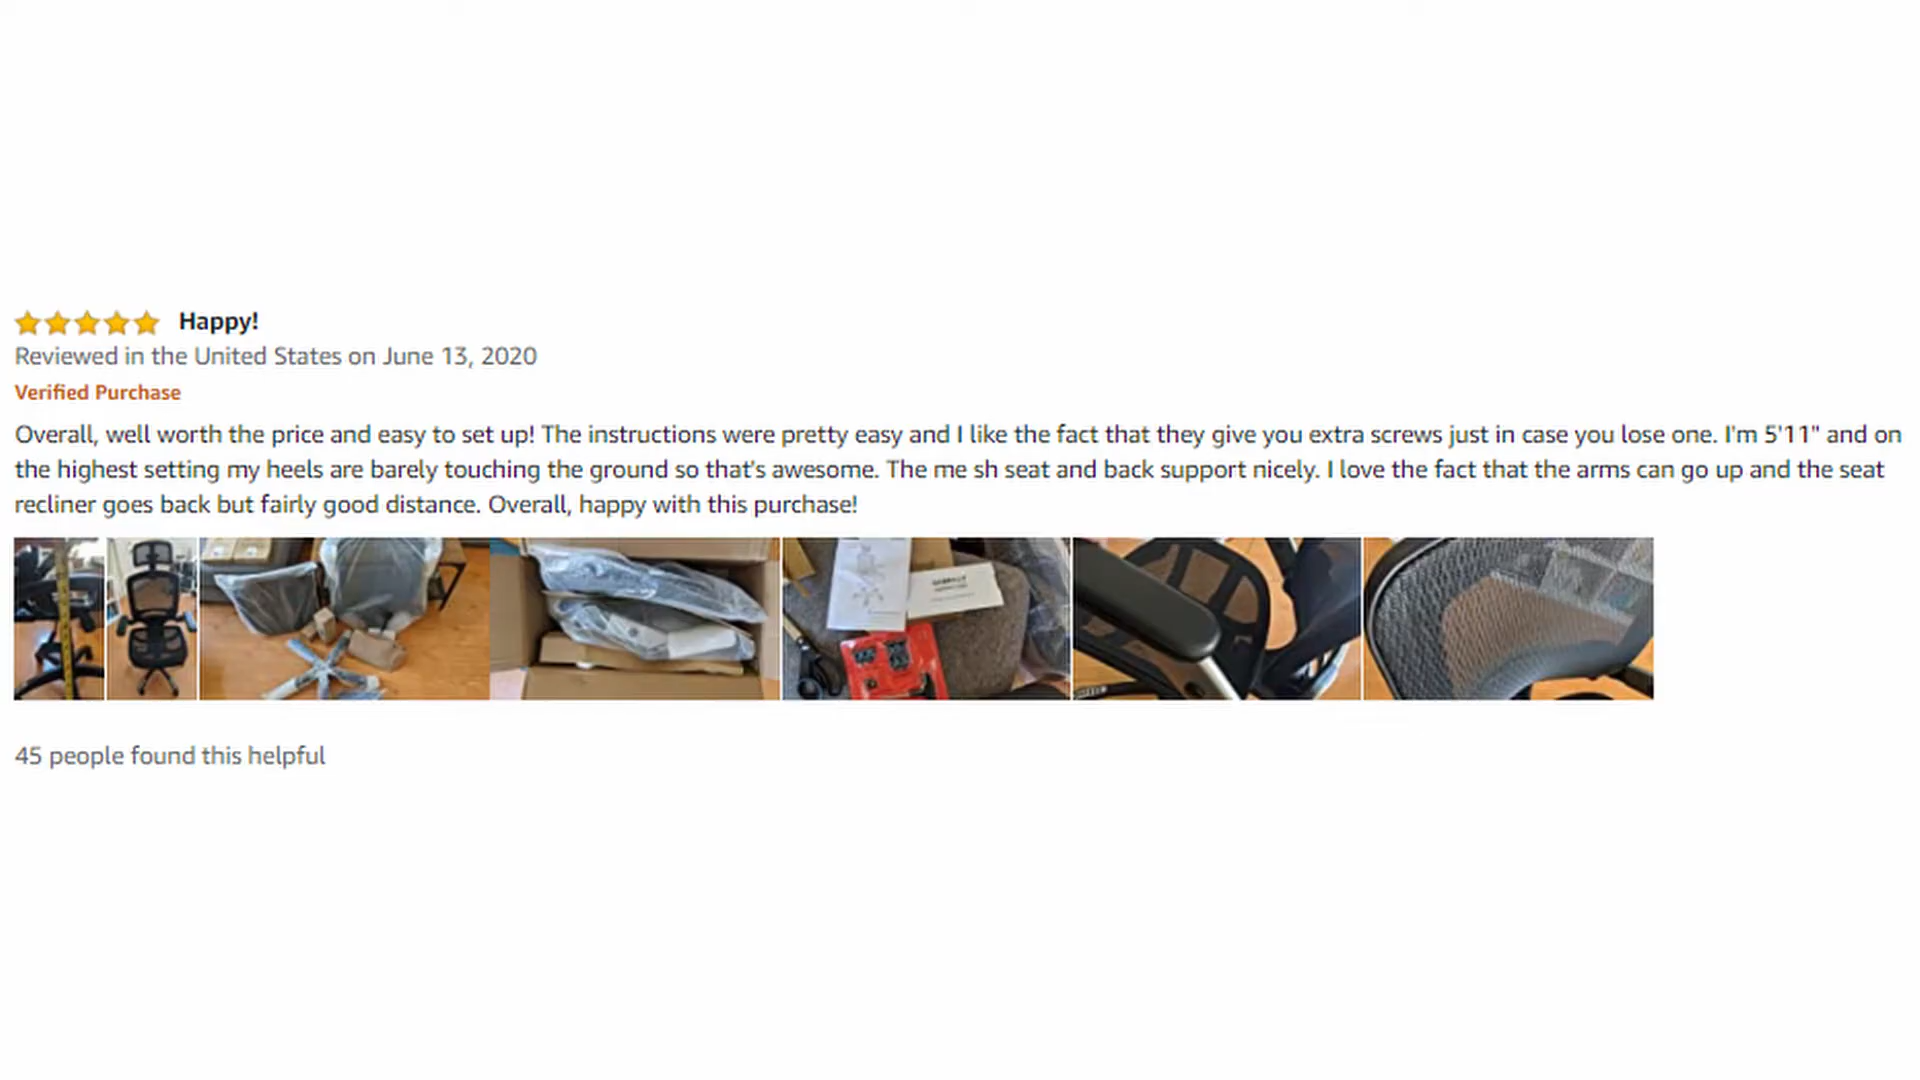 Happy!
Reviewed in the United States on June 13, 2020
Verified Purchase
Overall, well worth the price and easy to set up! The instructions were pretty easy and I like the fact that they give you extra screws just in case you lose one. I'm 5'11" and on
the highest setting my heels are barely touching the ground so that's awesome. The me sh seat and back support nicely. I love the fact that the arms can go up and the seat
recliner goes back but fairly good distance. Overall, happy with this purchase!
45 people found this helpful